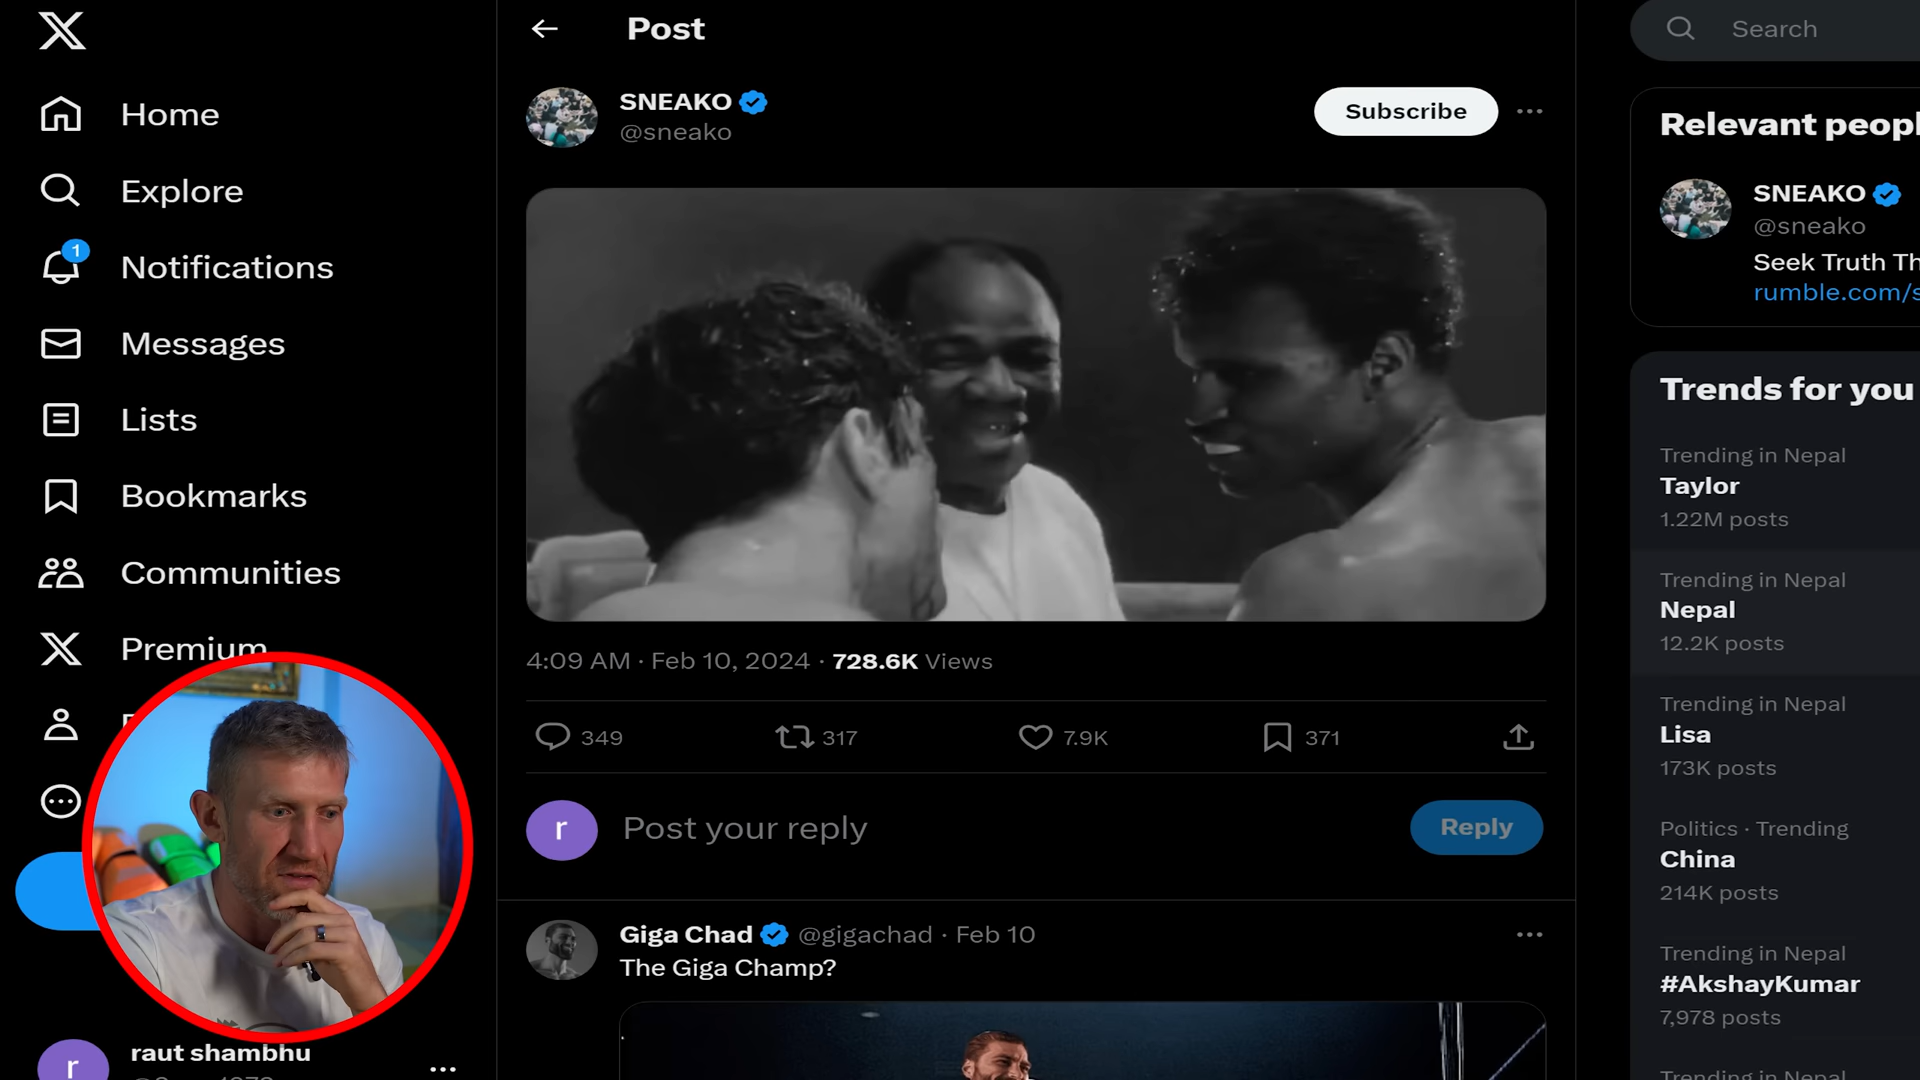 Home
Explore
1
Notifications
Messages
Lists
Bookmarks
Communities
Premium
raut shambhu
r
Post
SNEAKO
@sneako
Subscribe
4:09 AM · Feb 10, 2024 · 728.6K Views
349 317 7.9K 371
r Post your reply Reply
Giga Chad @gigachad · Feb 10
The Giga Champ?
Search
Relevant peopl
SNEAKO
@sneako
Seek Truth Th
rumble.com/s
Trends for you
Trending in Nepal
Taylor
1.22M posts
Trending in Nepal
Nepal
12.2K posts
Trending in Nepal
Lisa
173K posts
Politics · Trending
China
214K posts
Trending in Nepal
#AkshayKumar
7,978 posts
Trending in Nepal